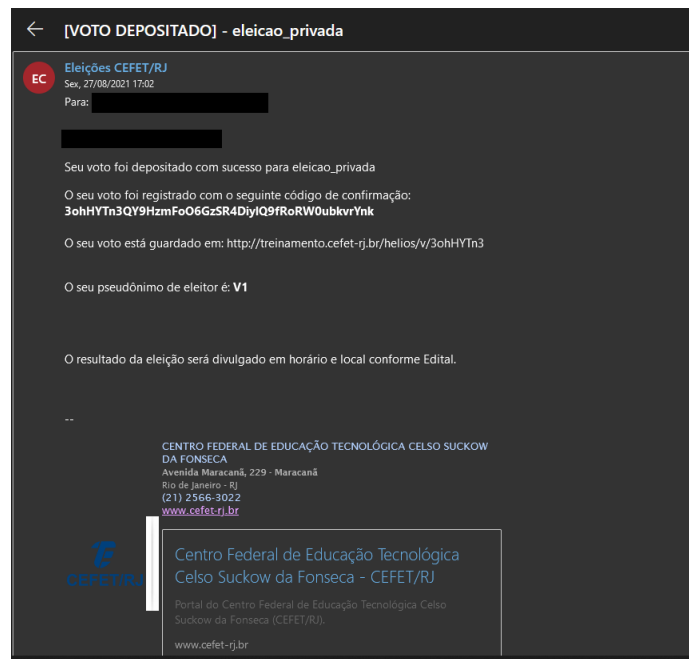 [VOTO DEPOSITADO] - eleicao_privada
EC
Eleições CEFET/RJ
Sex, 27/08/2021 17:02
Para:
Seu voto foi depositado com sucesso para eleicao_privada
O seu voto foi registrado com o seguinte código de confirmação:
3ohHYTn3QY9HzmFoO6GzSR4DiyIQ9fRoRW0ubkvrYnk
O seu voto está guardado em: http://treinamento.cefet-rj.br/helios/v/3ohHYTn3
O seu pseudônimo de eleitor é: V1
O resultado da eleição será divulgado em horário e local conforme Edital.
--
CENTRO FEDERAL DE EDUCAÇÃO TECNOLÓGICA CELSO SUCKOW
DA FONSECA
Avenida Maracanã, 229 - Maracanã
Rio de Janeiro - RJ
(21) 2566-3022
www.cefet-rj.br
CEFET/RJ
Centro Federal de Educação Tecnológica
Celso Suckow da Fonseca - CEFET/RJ
Portal do Centro Federal de Educação Tecnológica Celso
Suckow da Fonseca (CEFET/RJ).
www.cefet-rj.br